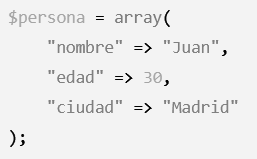 $persona = array(
    "nombre" => "Juan",
    "edad" => 30,
    "ciudad" => "Madrid"
);